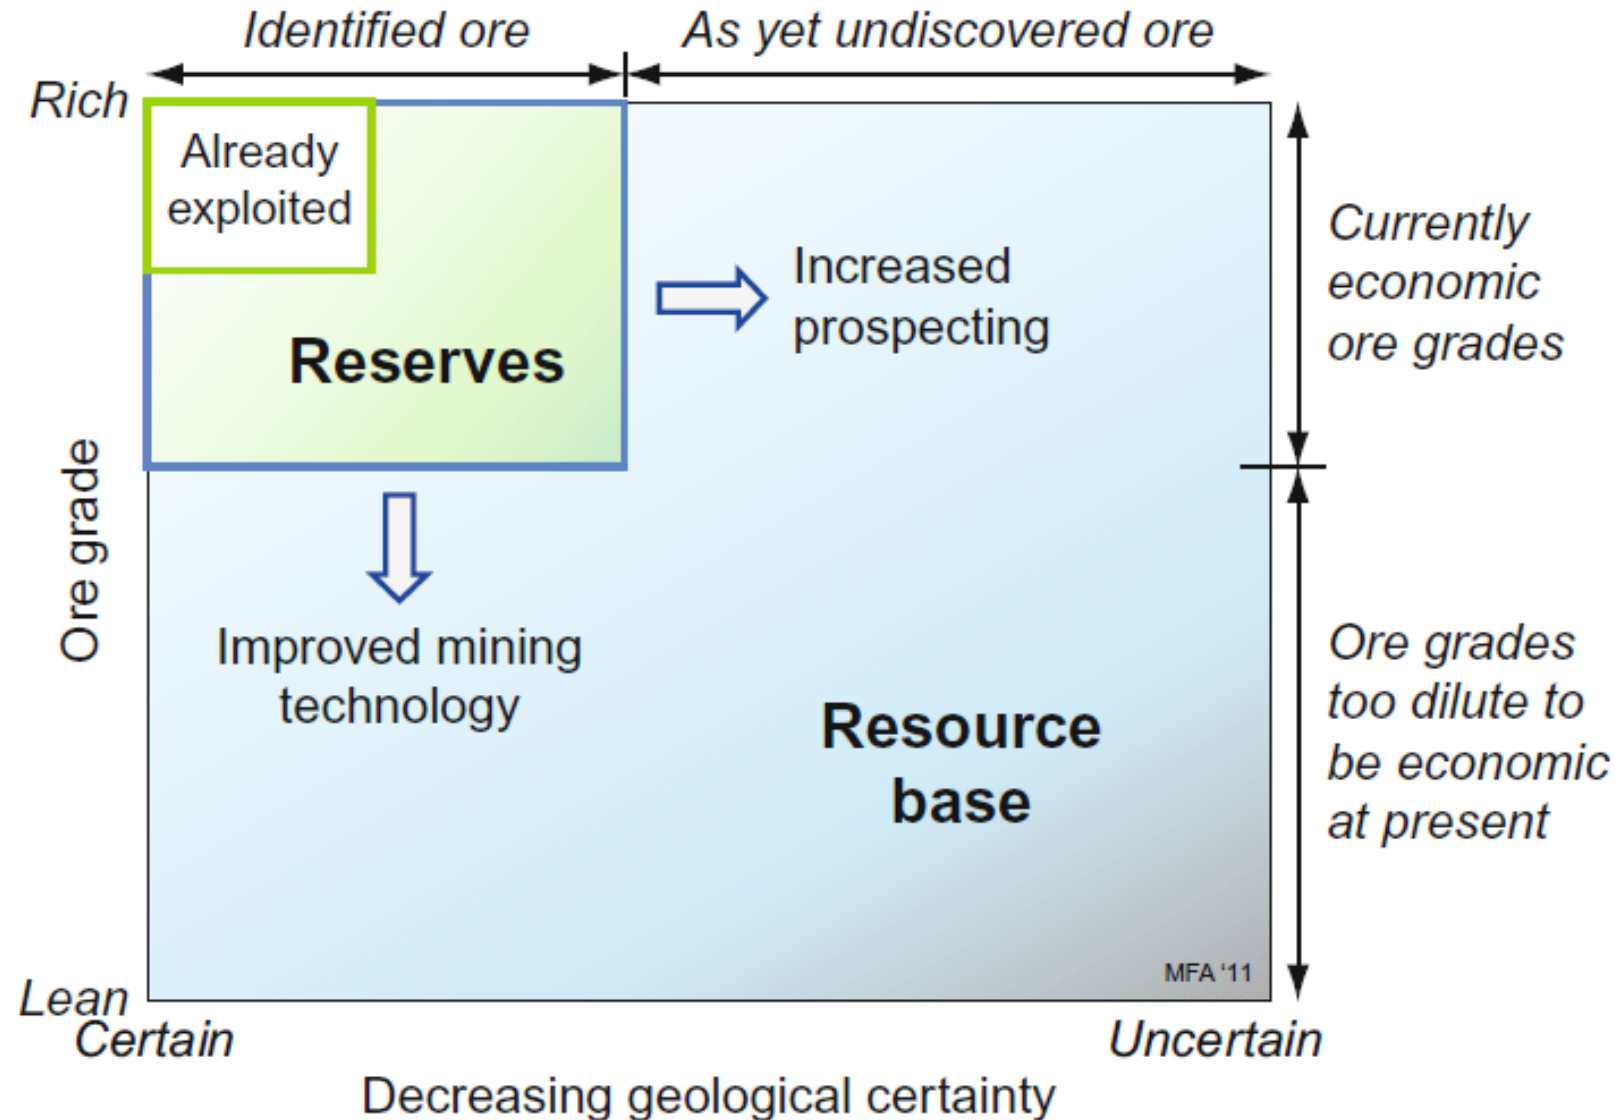 Identified ore
As yet undiscovered ore
Rich
Already
exploited
Reserves
Increased
prospecting
Currently
economic
ore grades
Ore grade
Improved mining
technology
Resource
base
Ore grades
too dilute to
be economic
at present
MFA ‘11
Lean
Certain
Uncertain
Decreasing geological certainty